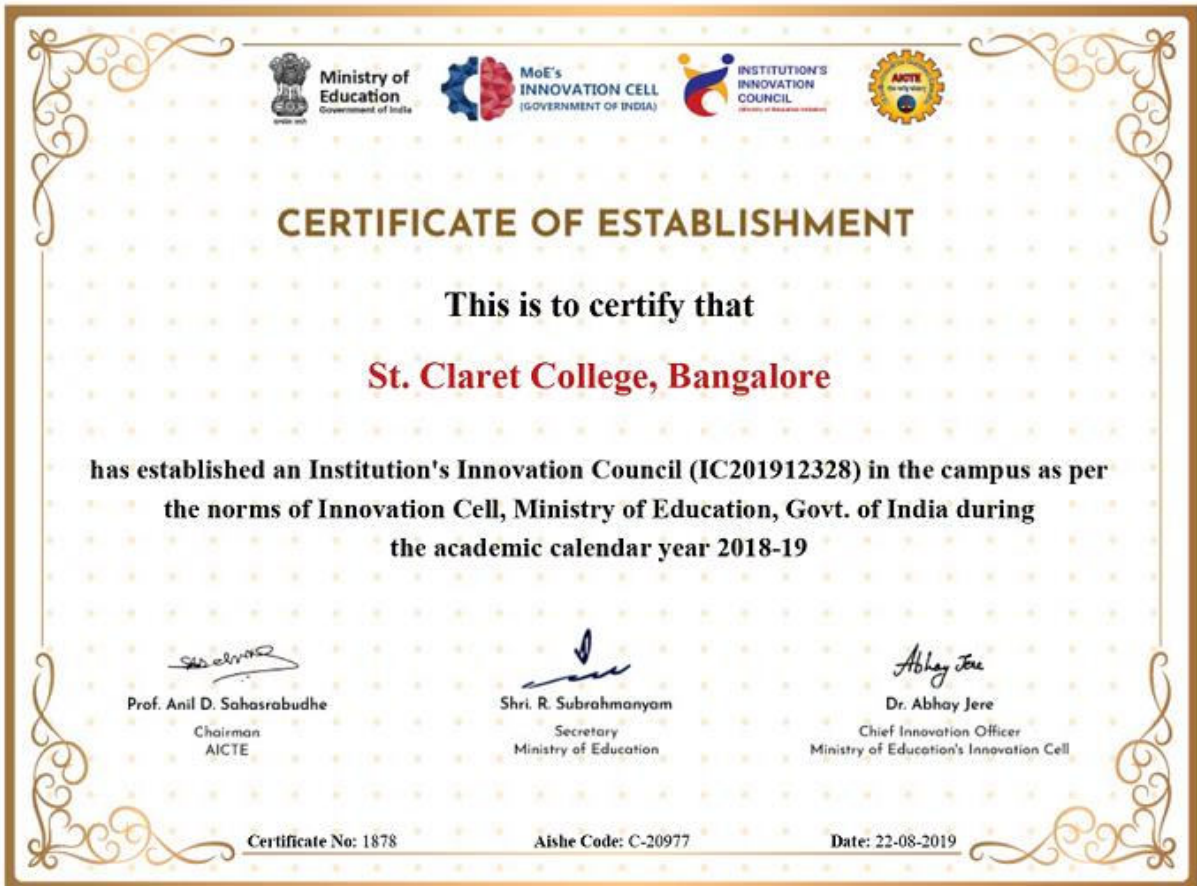 Ministry of
Education
Government of India
MoE's
INNOVATION CELL
(GOVERNMENT OF INDIA)
INSTITUTION'S
INNOVATION
COUNCIL
(Ministry of Education Initiative)
AICTE
CERTIFICATE OF ESTABLISHMENT
This is to certify that
St. Claret College, Bangalore
has established an Institution's Innovation Council (IC201912328) in the campus as per
the norms of Innovation Cell, Ministry of Education, Govt. of India during
the academic calendar year 2018-19
Abhay Jere
Prof. Anil D. Sahasrabudhe
Chairman
AICTE
Shri. R. Subrahmanyam
Secretary
Ministry of Education
Dr. Abhay Jere
Chief Innovation Officer
Ministry of Education's Innovation Cell
Certificate No: 1878
Aishe Code: C-20977
Date: 22-08-2019